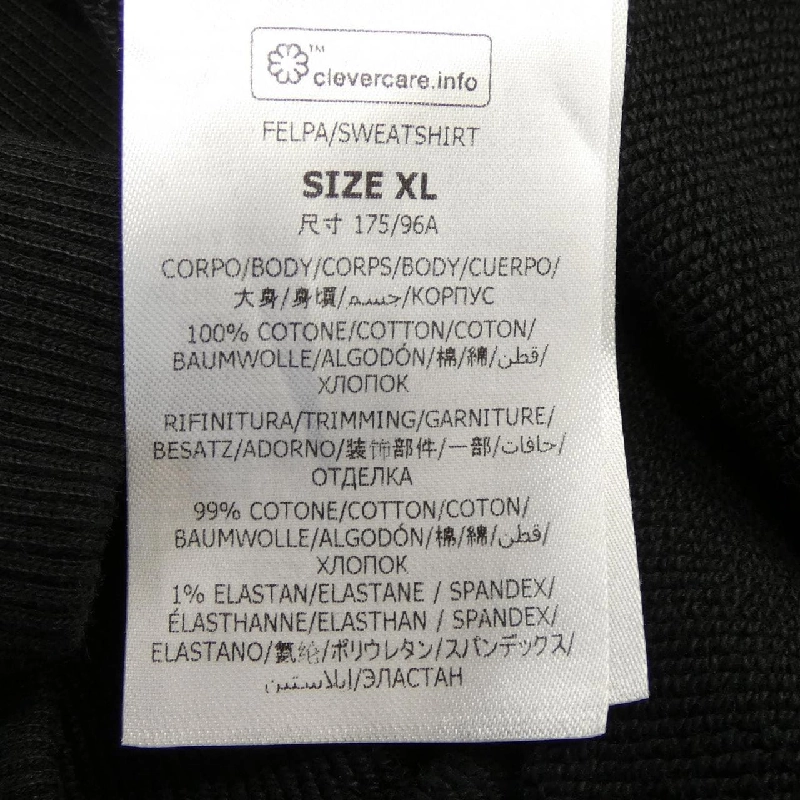 ™
clevercare.info
FELPA/SWEATSHIRT
SIZE XL
尺寸 175/96A
CORPO/BODY/CORPS/BODY/CUERPO/
大身/身頃/جسم/КОРПУС
100% COTONE/COTTON/COTON/
BAUMWOLLE/ALGODÓN/棉/綿/قطن/
ХЛОПОК
RIFINITURA/TRIMMING/GARNITURE/
BESATZ/ADORNO/装饰部件/一部/حافات/
ОТДЕЛКА
99% COTONE/COTTON/COTON/
BAUMWOLLE/ALGODÓN/棉/綿/قطن/
ХЛОПОК
1% ELASTAN/ELASTANE / SPANDEX/
ÉLASTHANNE/ELASTHAN / SPANDEX/
ELASTANO/氨纶/ポリウレタン/スパンデックス/
ايلاستين/ЭЛАСТАН